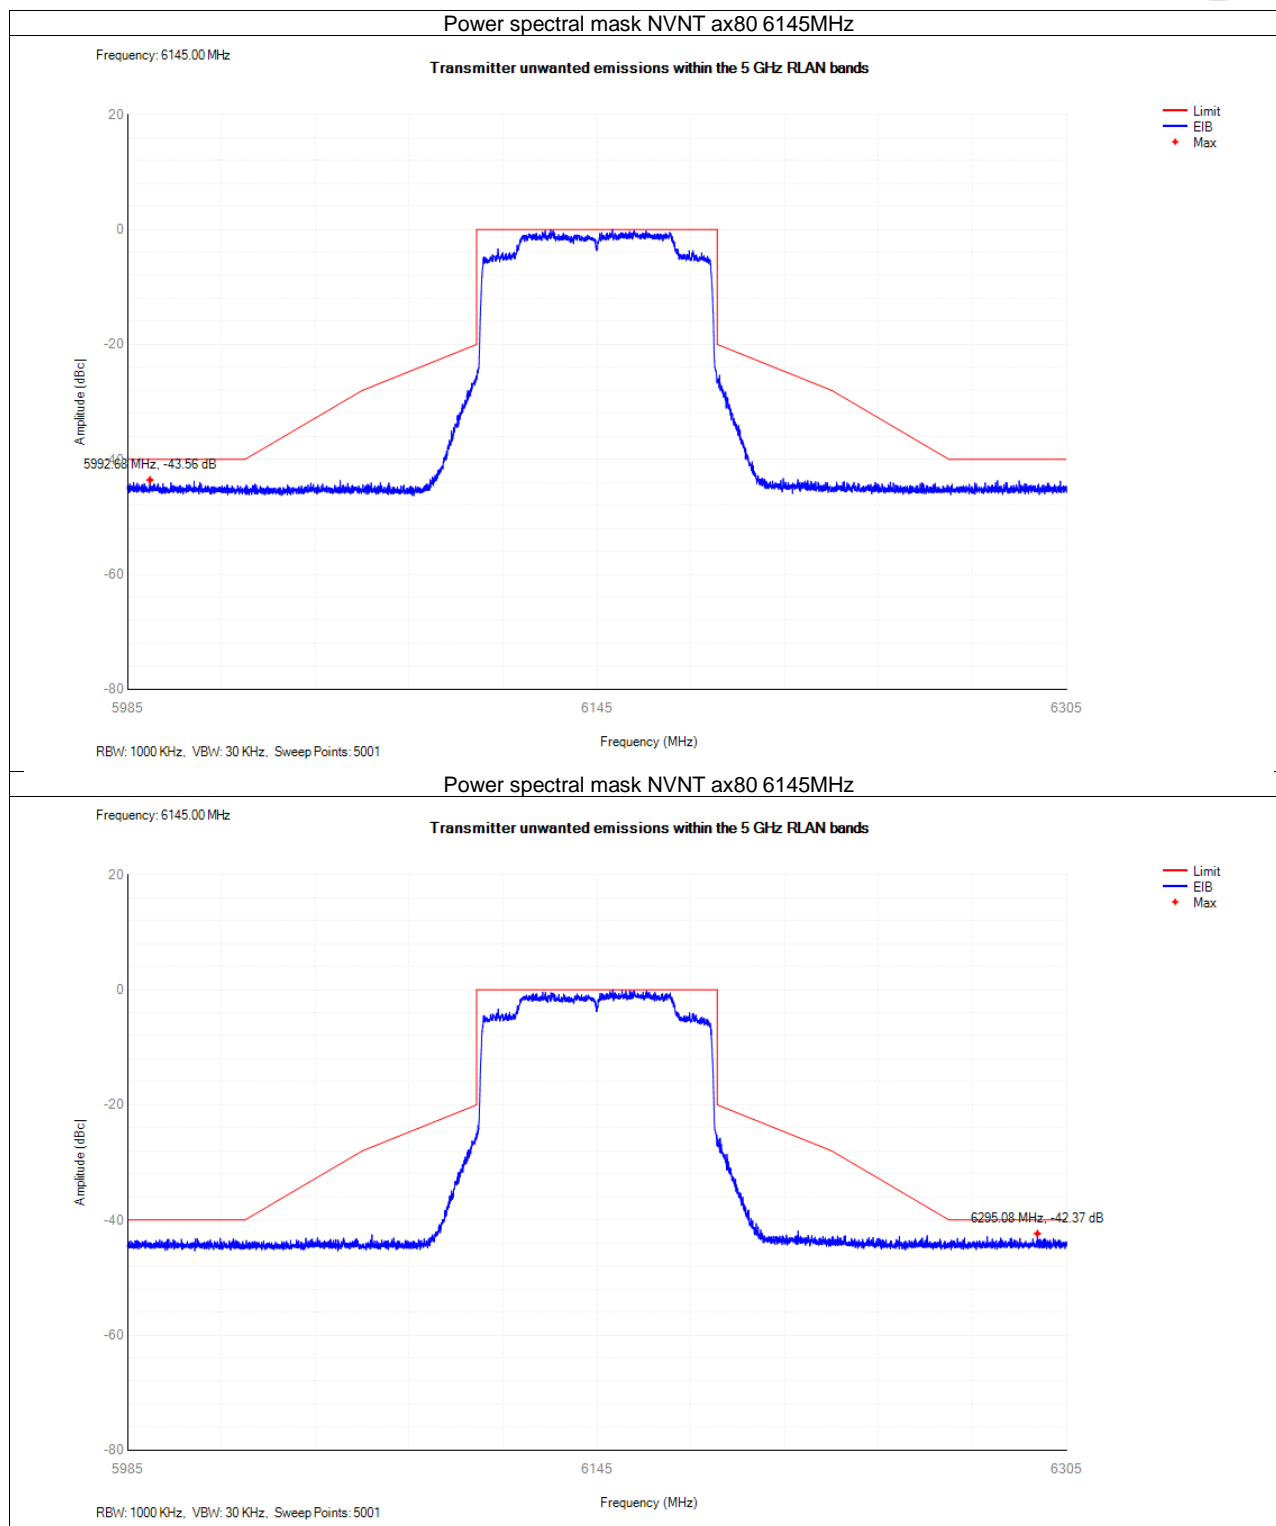 Power spectral mask NVNT ax80 6145MHz
Frequency: 6145.00 MHz
Transmitter unwanted emissions within the 5 GHz RLAN bands
Limit
EIB
Max
20
0
-20
-40
-60
-80
Amplitude (dBc)
5992.68 MHz, -43.56 dB
5985
6145
6305
Frequency (MHz)
RBW: 1000 KHz, VBW: 30 KHz, Sweep Points: 5001
Power spectral mask NVNT ax80 6145MHz
Frequency: 6145.00 MHz
Transmitter unwanted emissions within the 5 GHz RLAN bands
Limit
EIB
Max
20
0
-20
-40
-60
-80
Amplitude (dBc)
6295.08 MHz, -42.37 dB
5985
6145
6305
Frequency (MHz)
RBW: 1000 KHz, VBW: 30 KHz, Sweep Points: 5001